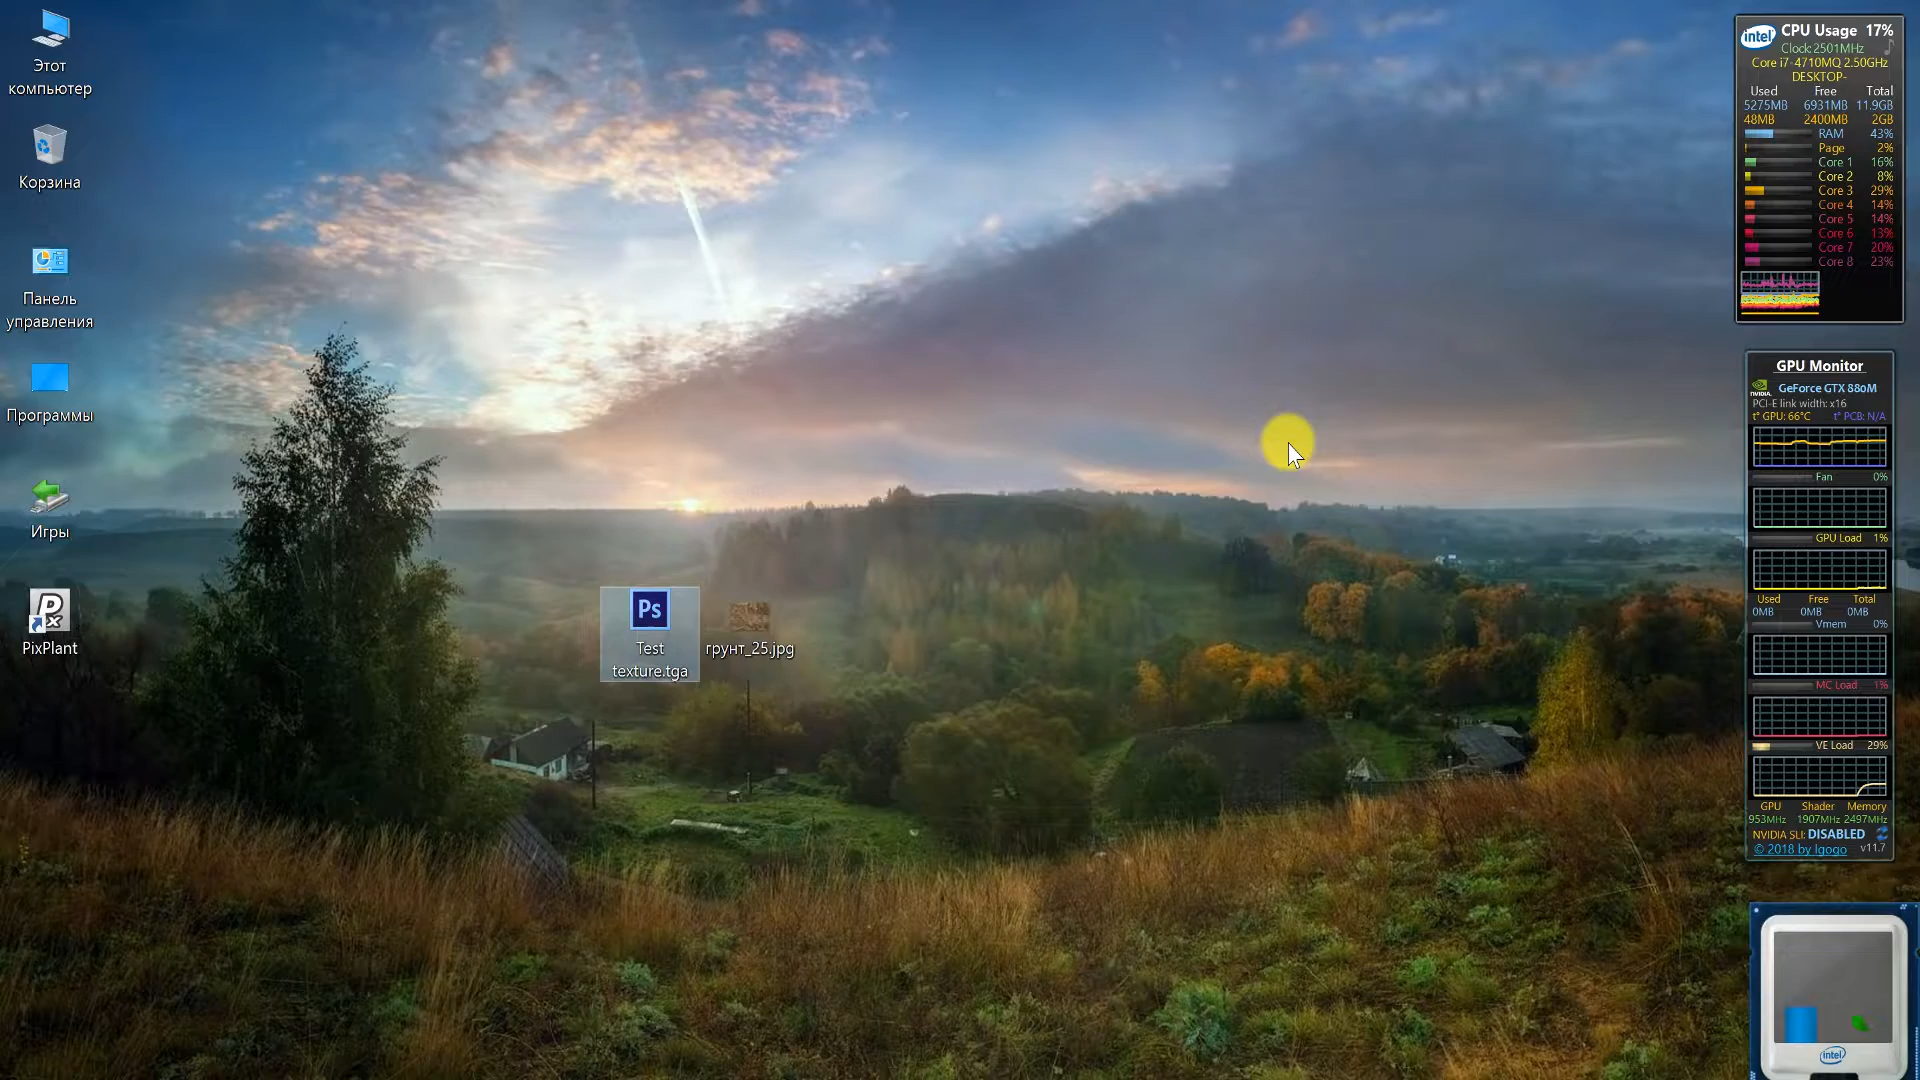 Этот
компьютер
Корзина
Панель
управления
Программы
Игры
PixPlant
Ps
Test
texture.tga
грунт_25.jpg
intel
CPU Usage 17%
Clock: 2501MHz
Core i7-4710MQ 2.50GHz
DESKTOP-
Used Free Total
5275MB 6931MB 11.9GB
48MB 2400MB 2GB
RAM 43%
Page 2%
Core 1 16%
Core 2 8%
Core 3 29%
Core 4 14%
Core 5 14%
Core 6 13%
Core 7 20%
Core 8 23%
GPU Monitor
NVIDIA.
GeForce GTX 880M
PCI-E link width: x16
t° GPU: 66°C t° PCB: N/A
Fan 0%
GPU Load 1%
Used Free Total
0MB 0MB 0MB
Vmem 0%
MC Load 1%
VE Load 29%
GPU Shader Memory
953MHz 1907MHz 2497MHz
NVIDIA SLI: DISABLED
© 2018 by Igogo v11.7
intel